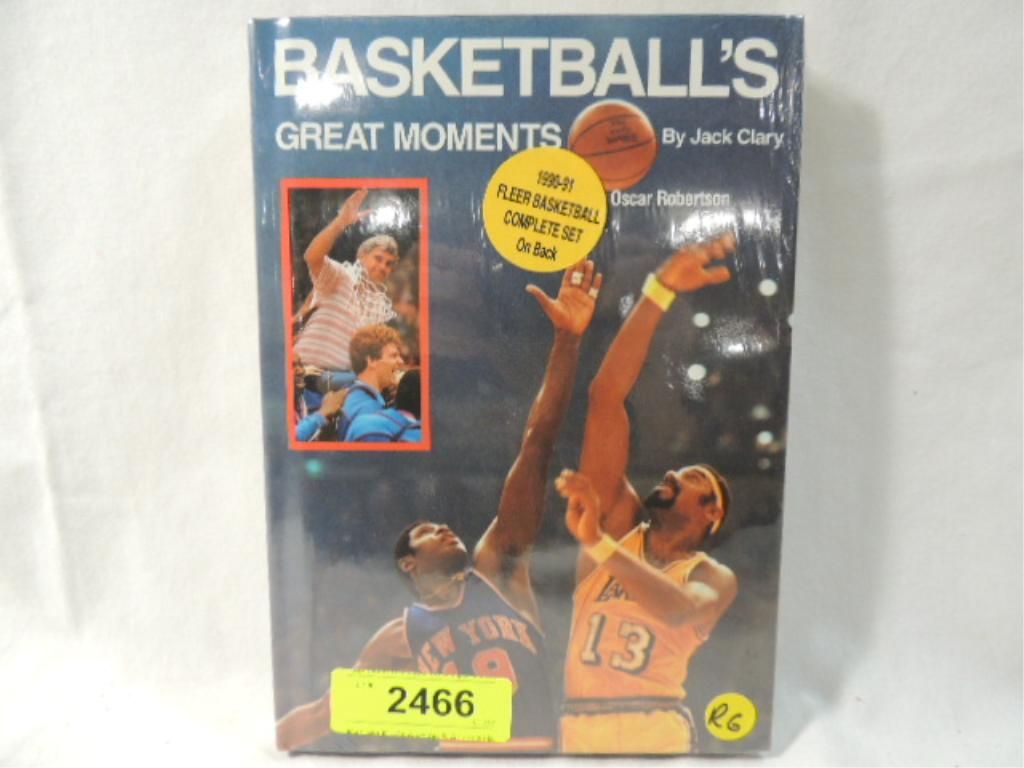 BASKETBALL'S
GREAT MOMENTS
By Jack Clary
1990-91
FLEER BASKETBALL
COMPLETE SET
On Back
Oscar Robertson
NEW YORK
19
13
2466
RG